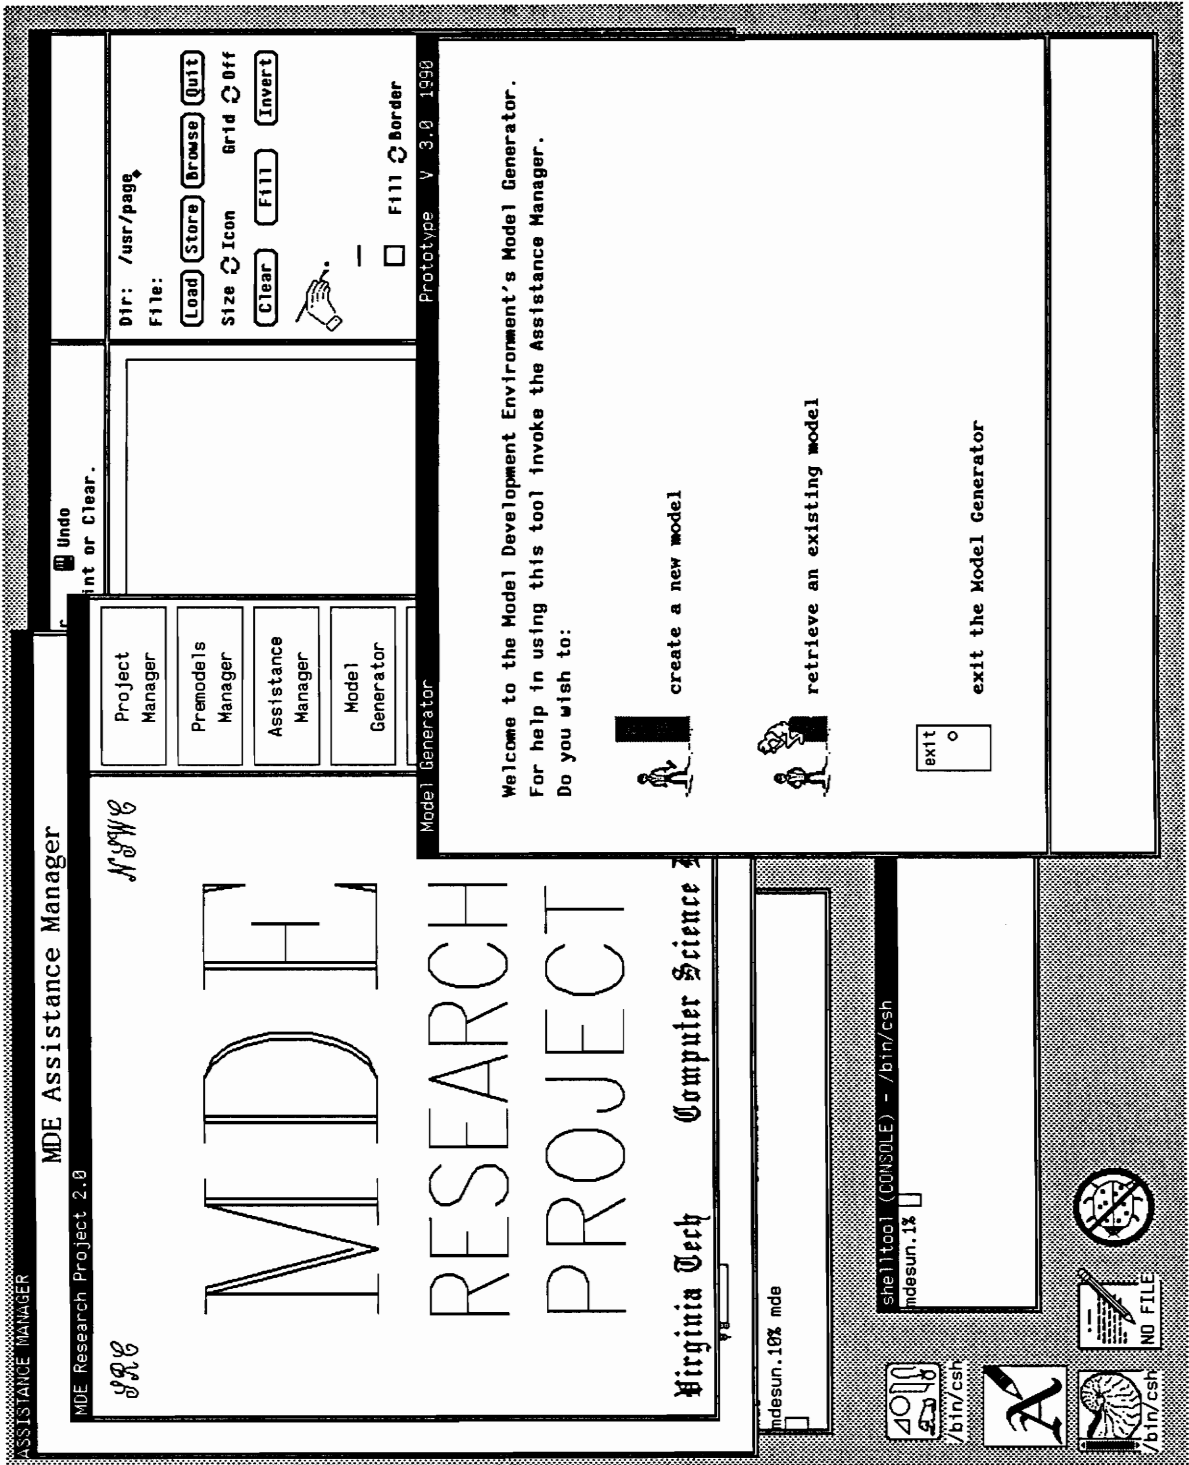 ASSISTANCE MANAGER
MDE Assistance Manager
MDE Research Project 2.0
SRC
NSWC
MDE
RESEARCH
PROJECT
Virginia Tech
Computer Science
Project
Manager
Premodels
Manager
Assistance
Manager
Model
Generator
Undo
int or Clear.
Dir: /usr/page
File:
Load Store Browse Quit
Size Icon Grid Off
Clear Fill Invert
Fill Border
Model Generator Prototype V 3.0 1990
Welcome to the Model Development Environment's Model Generator.
For help in using this tool invoke the Assistance Manager.
Do you wish to:
create a new model
retrieve an existing model
exit
exit the Model Generator
mdesun.10% mde
shelltool (CONSOLE) - /bin/csh
mdesun.1%
/bin/csh
A
/bin/csh
NO FILE